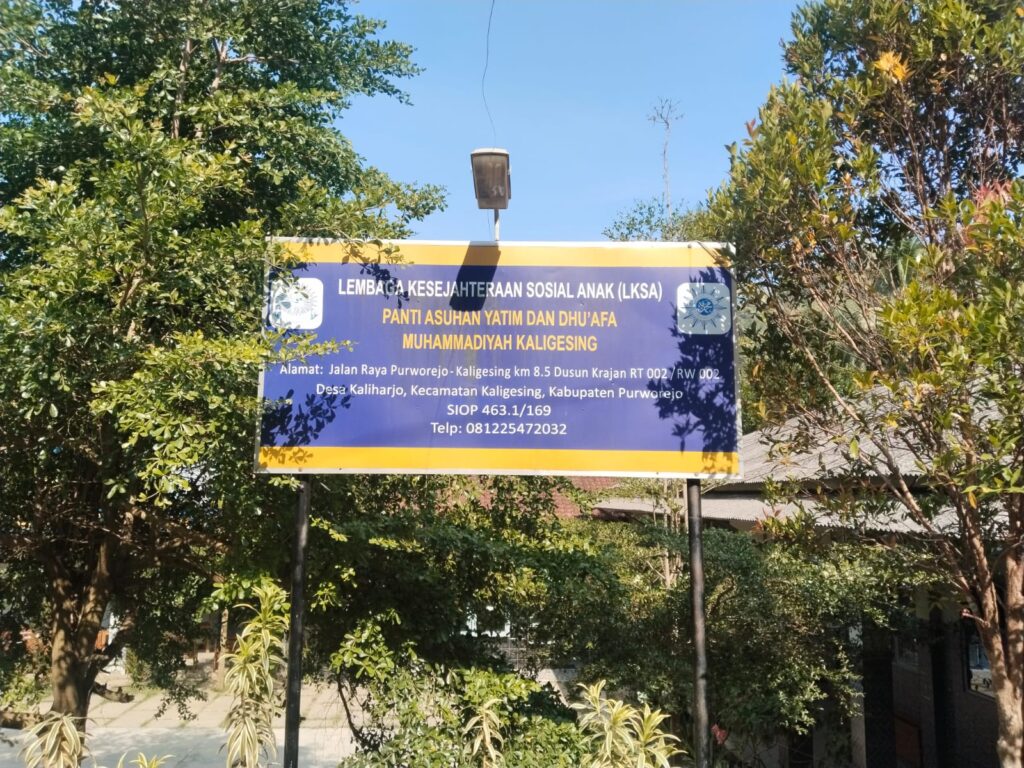 LEMBAGA KESEJAHTERAAN SOSIAL ANAK (LKSA)
PANTI ASUHAN YATIM DAN DHU'AFA
MUHAMMADIYAH KALIGESING
Alamat: Jalan Raya Purworejo - Kaligesing km 8.5 Dusun Krajan RT 002 /RW 002
Desa Kaliharjo, Kecamatan Kaligesing, Kabupaten Purworejo
SIOP 463.1/169
Telp: 081225472032